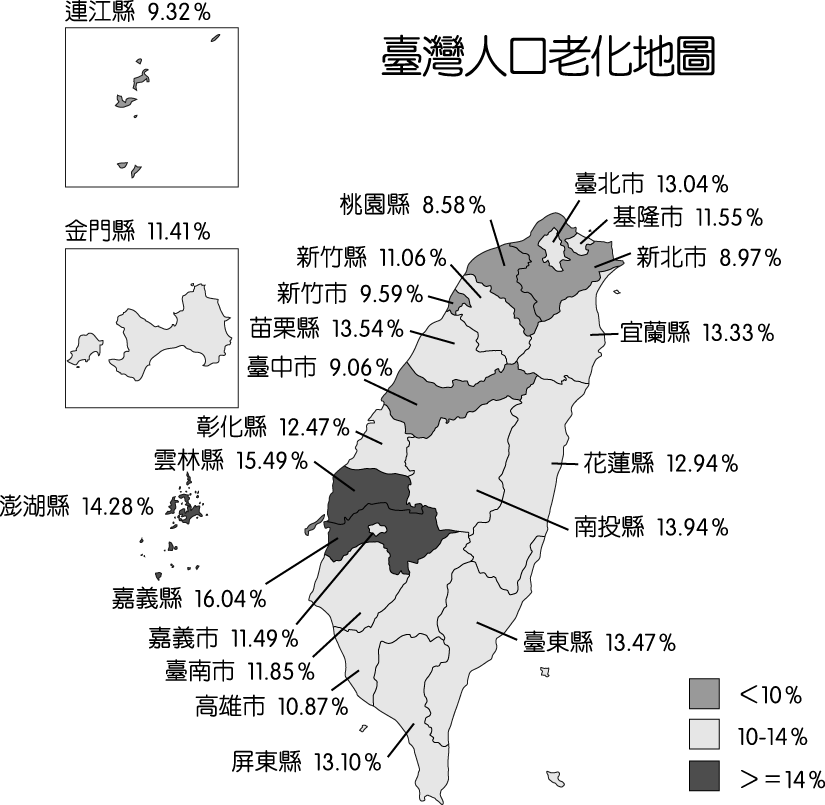 連江縣 9.32%
臺灣人口老化地圖
臺北市 13.04%
桃園縣 8.58%
基隆市 11.55%
金門縣 11.41%
新竹縣 11.06%
新北市 8.97%
新竹市 9.59%
苗栗縣 13.54%
宜蘭縣 13.33%
臺中市 9.06%
彰化縣 12.47%
雲林縣 15.49%
花蓮縣 12.94%
澎湖縣 14.28%
南投縣 13.94%
嘉義縣 16.04%
嘉義市 11.49%
臺東縣 13.47%
臺南市 11.85%
高雄市 10.87%
屏東縣 13.10%
<10%
10-14%
>=14%